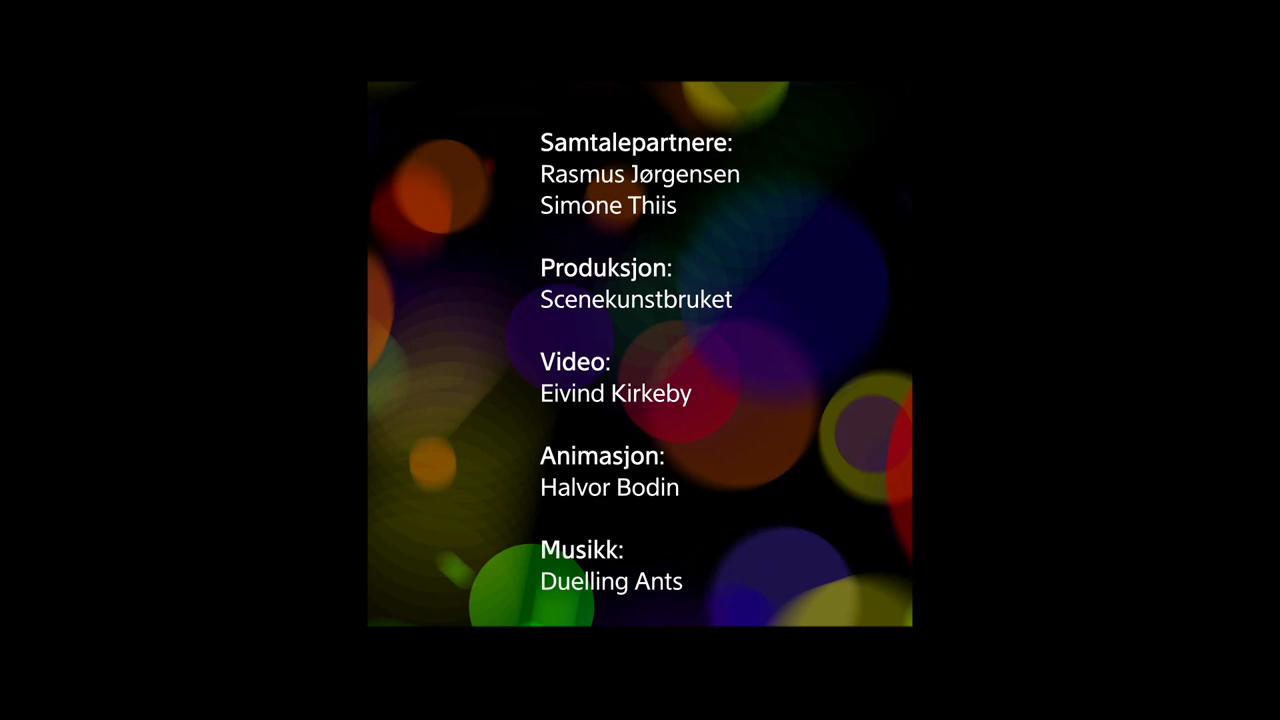 Samtalepartnere:
Rasmus Jørgensen
Simone Thiis
Produksjon:
Scenekunstbruket
Video:
Eivind Kirkeby
Animasjon:
Halvor Bodin
Musikk:
Duelling Ants